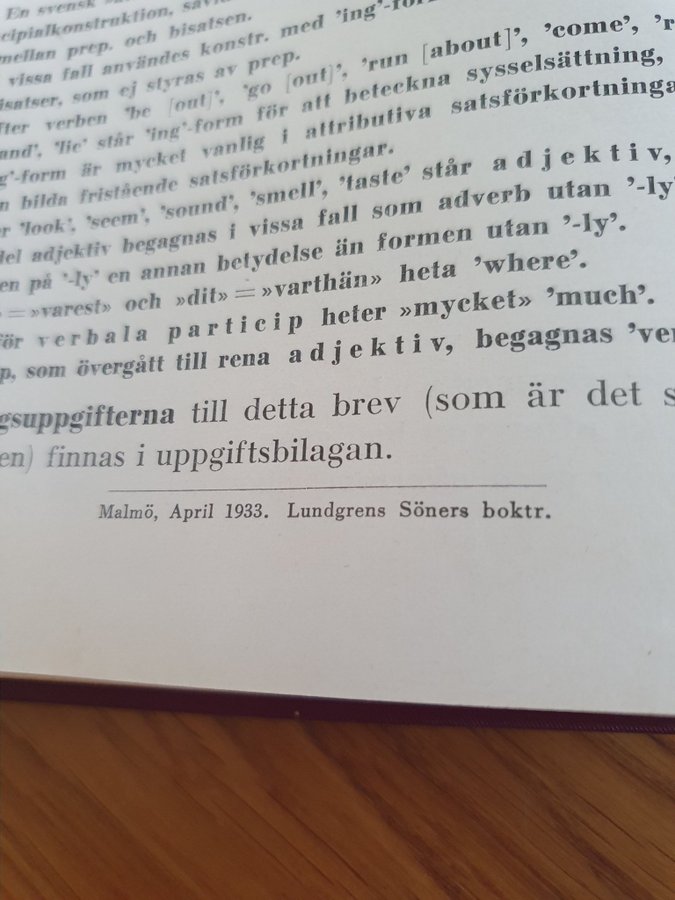 En svensk
cipialkonstruktion,
mellan prep. och bisatsen.
vissa fall användes konstr. med 'ing'-for
isatser, som ej styras av prep.
fter verben 'be [out]', 'go [out]', 'run [about]', 'come', 'r
and', 'lie' står 'ing'-form för att beteckna sysselsättning,
g'-form är mycket vanlig i attributiva satsförkortninga
n bilda fristående satsförkortningar.
er 'look', 'seem', 'sound', 'smell', 'taste' står adjektiv,
del adjektiv begagnas i vissa fall som adverb utan '-ly'
en på '-ly' en annan betydelse än formen utan '-ly'.
=»varest» och »dit»=»varthän» heta 'where'.
för verbala particip heter »mycket» 'much'.
p, som övergått till rena adjektiv, begagnas 'ver
gsuppgifterna till detta brev (som är det s
en) finnas i uppgiftsbilagan.
Malmö, April 1933. Lundgrens Söners boktr.